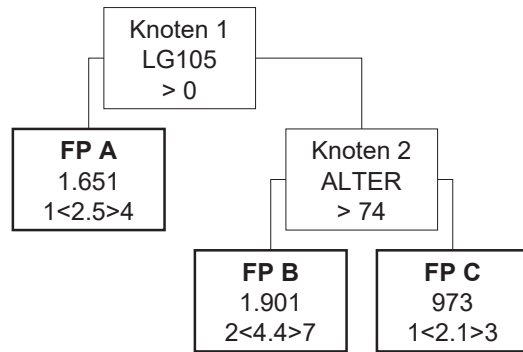 Knoten 1
LG105
> 0
FP A
1.651
1<2.5>4
Knoten 2
ALTER
> 74
FP B
1.901
2<4.4>7
FP C
973
1<2.1>3